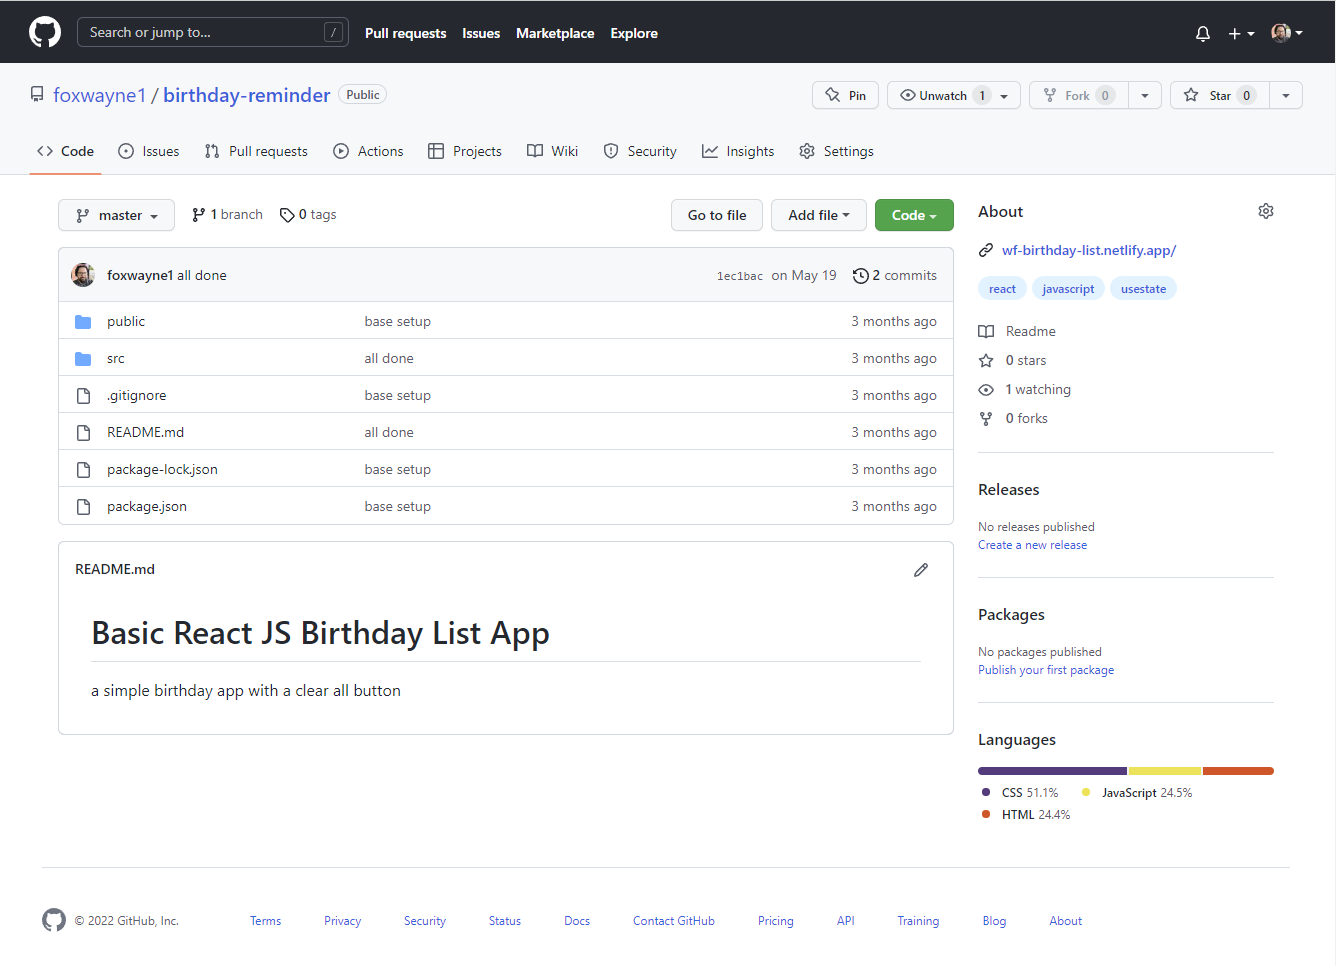 Search or jump to... /
Pull requests Issues Marketplace Explore
foxwayne1 / birthday-reminder Public
Pin Unwatch 1 Fork 0 Star 0
Code Issues Pull requests Actions Projects Wiki Security Insights Settings
master 1 branch 0 tags Go to file Add file Code
foxwayne1 all done 1ec1bac on May 19 2 commits
public base setup 3 months ago
src all done 3 months ago
.gitignore base setup 3 months ago
README.md all done 3 months ago
package-lock.json base setup 3 months ago
package.json base setup 3 months ago
README.md
Basic React JS Birthday List App
a simple birthday app with a clear all button
About
wf-birthday-list.netlify.app/
react javascript usestate
Readme
0 stars
1 watching
0 forks
Releases
No releases published
Create a new release
Packages
No packages published
Publish your first package
Languages
CSS 51.1% JavaScript 24.5%
HTML 24.4%
© 2022 GitHub, Inc. Terms Privacy Security Status Docs Contact GitHub Pricing API Training Blog About